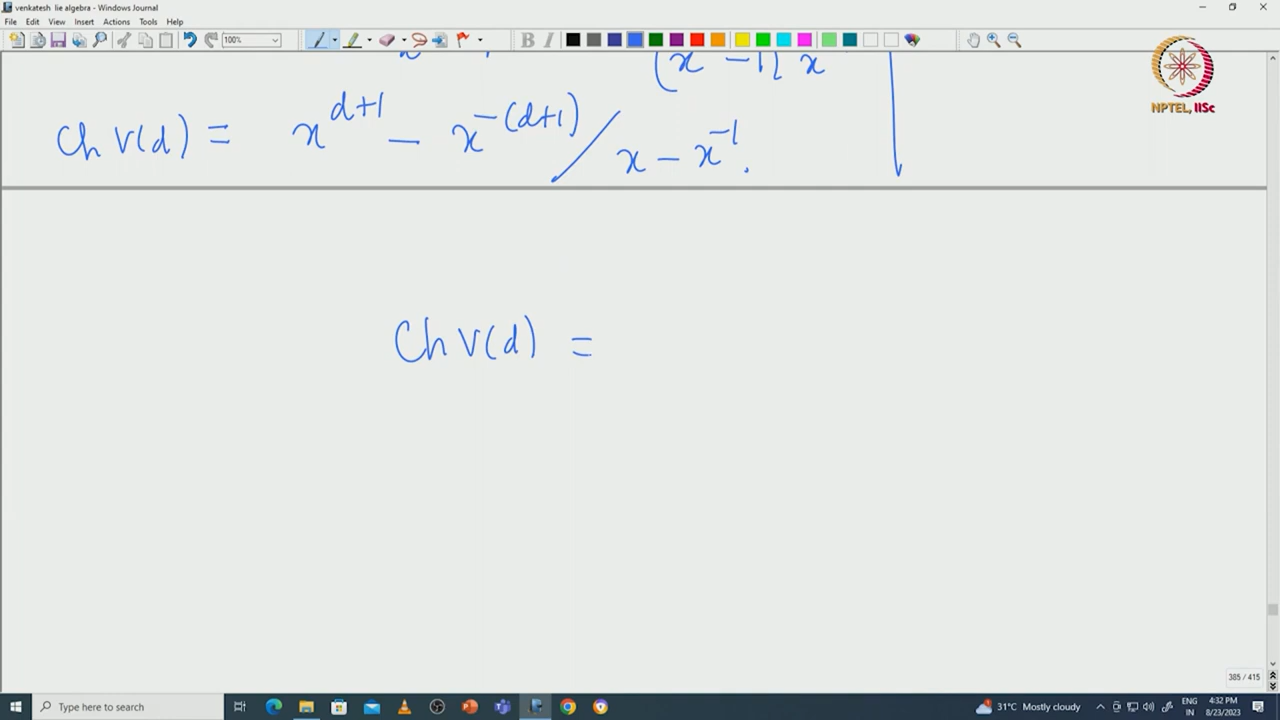 venkatesh lie algebra - Windows Journal
File Edit View Insert Actions Tools Help
100%
B I
(x - 1) x
Ch V(d) = x^{d+1} - x^{-(d+1)} / x - x^{-1}.
NPTEL, IISc
Ch V(d) =
385 / 415
Type here to search
31°C Mostly cloudy
ENG
IN
4:32 PM
8/23/2023